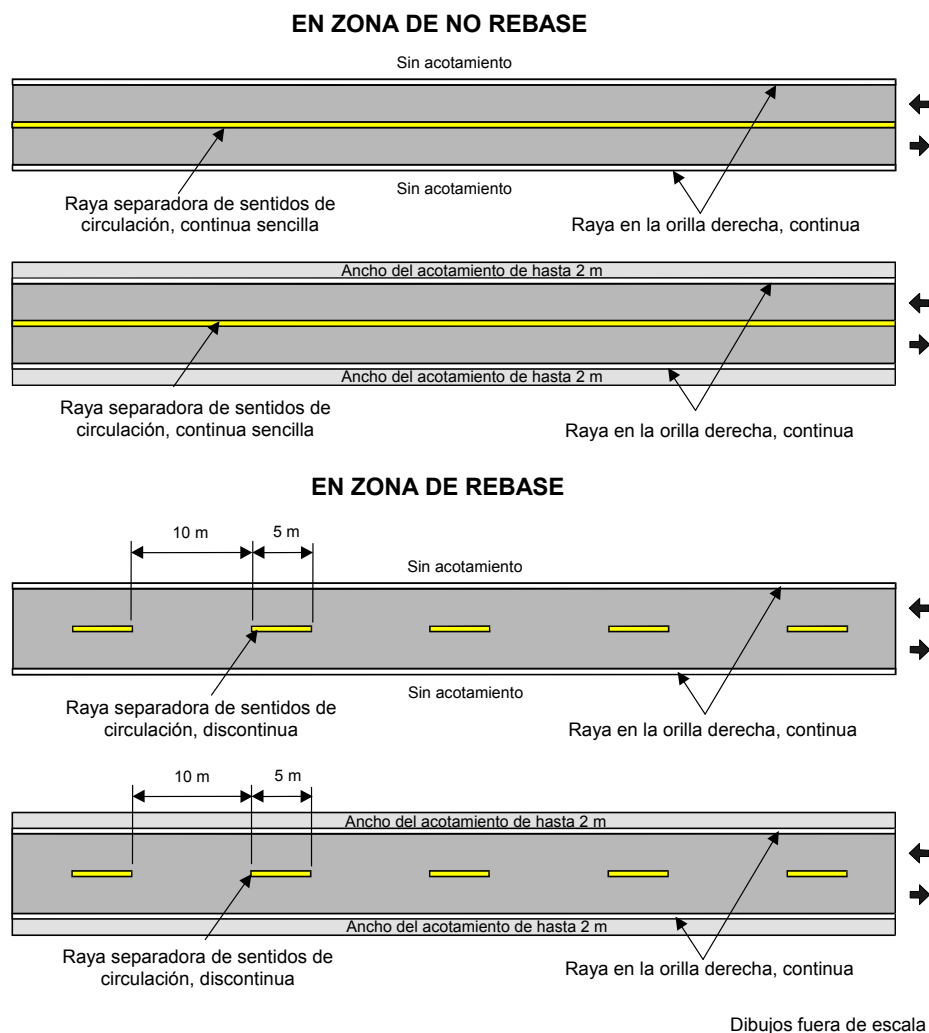 EN ZONA DE NO REBASE
Sin acotamiento
Sin acotamiento
Raya separadora de sentidos de
circulación, continua sencilla
Raya en la orilla derecha, continua
Ancho del acotamiento de hasta 2 m
Ancho del acotamiento de hasta 2 m
Raya separadora de sentidos de
circulación, continua sencilla
Raya en la orilla derecha, continua
EN ZONA DE REBASE
10 m
5 m
Sin acotamiento
Sin acotamiento
Raya separadora de sentidos de
circulación, discontinua
Raya en la orilla derecha, continua
10 m
5 m
Ancho del acotamiento de hasta 2 m
Ancho del acotamiento de hasta 2 m
Raya separadora de sentidos de
circulación, discontinua
Raya en la orilla derecha, continua
Dibujos fuera de escala